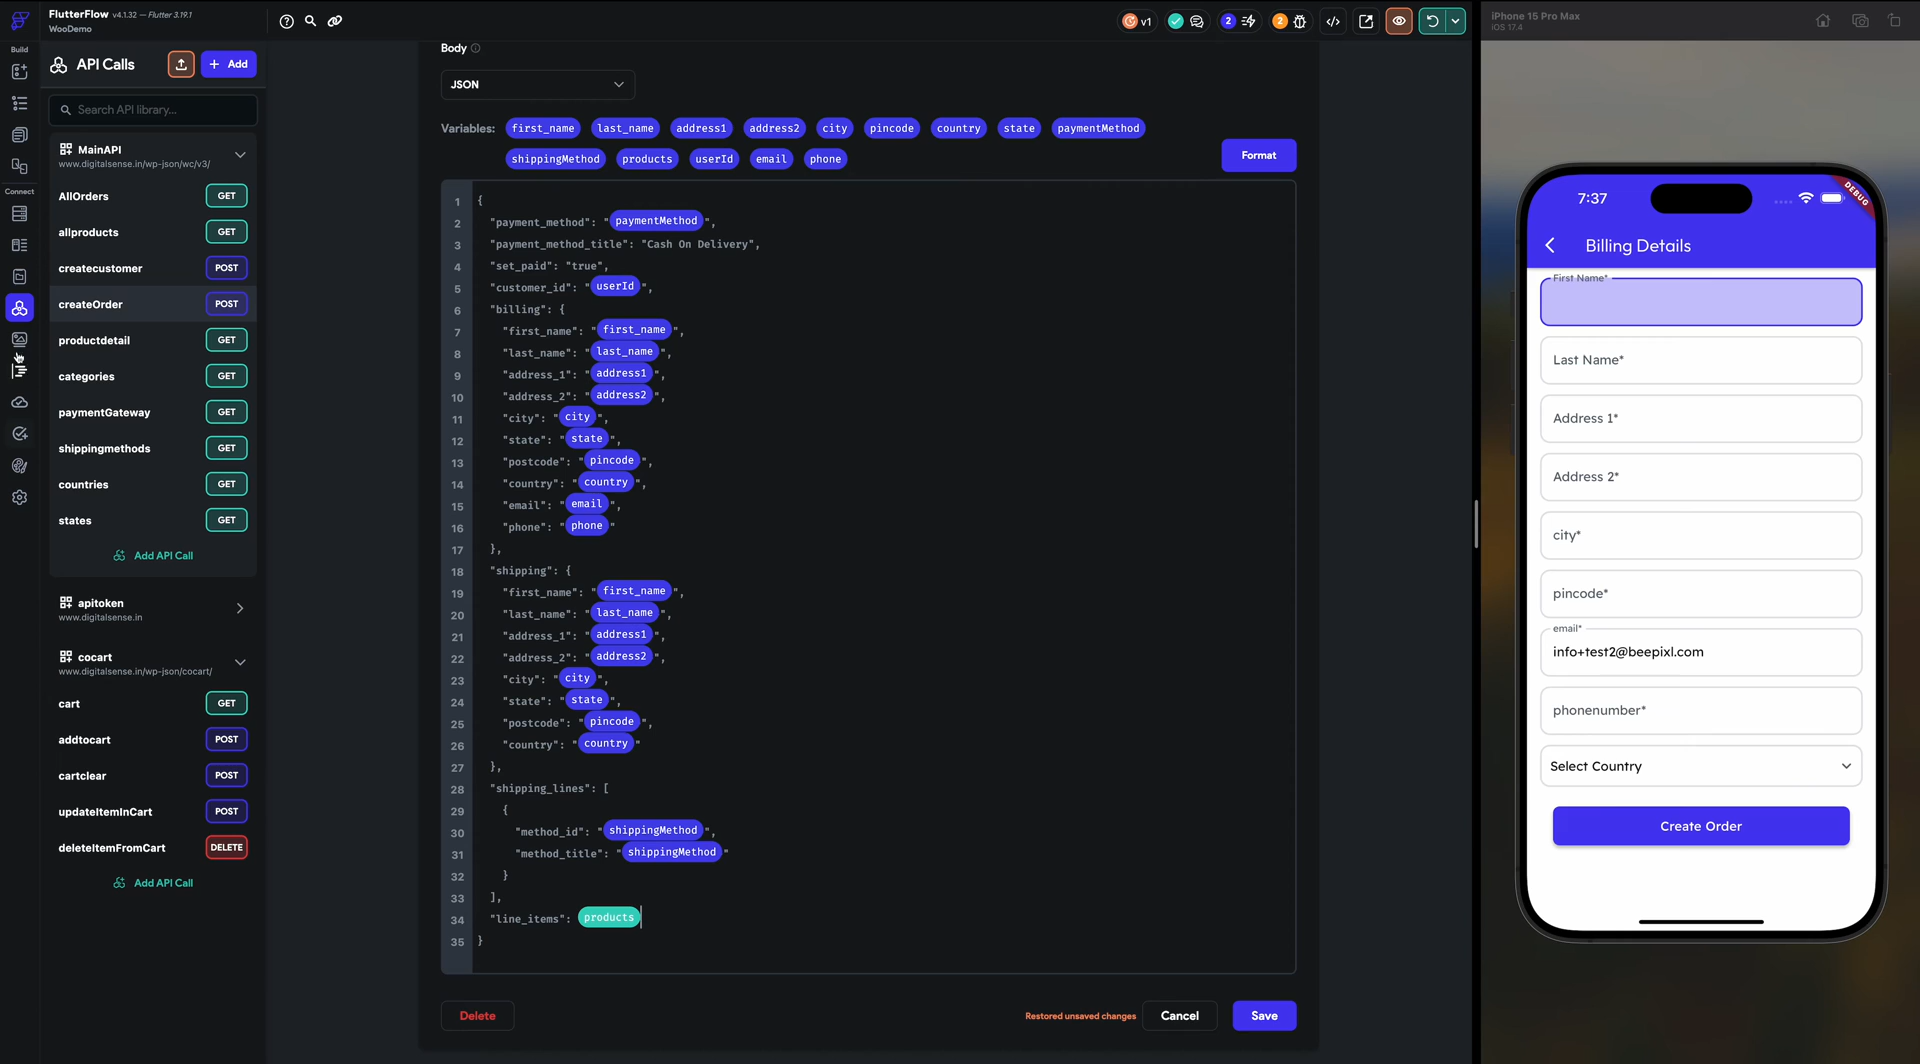 FlutterFlow v4.1.32 — Flutter 3.19.1
WooDemo
v1
2
2
iPhone 15 Pro Max
iOS 17.4
Build
Connect
API Calls
+ Add
Search API library...
MainAPI
www.digitalsense.in/wp-json/wc/v3/
AllOrders GET
allproducts GET
createcustomer POST
createOrder POST
productdetail GET
categories GET
paymentGateway GET
shippingmethods GET
countries GET
states GET
Add API Call
apitoken
www.digitalsense.in
cocart
www.digitalsense.in/wp-json/cocart/
cart GET
addtocart POST
cartclear POST
updateItemInCart POST
deleteItemFromCart DELETE
Add API Call
Body
JSON
Variables: first_name last_name address1 address2 city pincode country state paymentMethod
shippingMethod products userId email phone
Format
1 {
2 "payment_method": "paymentMethod",
3 "payment_method_title": "Cash On Delivery",
4 "set_paid": "true",
5 "customer_id": "userId",
6 "billing": {
7 "first_name": "first_name",
8 "last_name": "last_name",
9 "address_1": "address1",
10 "address_2": "address2",
11 "city": "city",
12 "state": "state",
13 "postcode": "pincode",
14 "country": "country",
15 "email": "email",
16 "phone": "phone"
17 },
18 "shipping": {
19 "first_name": "first_name",
20 "last_name": "last_name",
21 "address_1": "address1",
22 "address_2": "address2",
23 "city": "city",
24 "state": "state",
25 "postcode": "pincode",
26 "country": "country"
27 },
28 "shipping_lines": [
29 {
30 "method_id": "shippingMethod",
31 "method_title": "shippingMethod"
32 }
33 ],
34 "line_items": products
35 }
Delete
Restored unsaved changes
Cancel
Save
7:37
DEBUG
Billing Details
First Name*
Last Name*
Address 1*
Address 2*
city*
pincode*
email*
info+test2@beepixl.com
phonenumber*
Select Country
Create Order